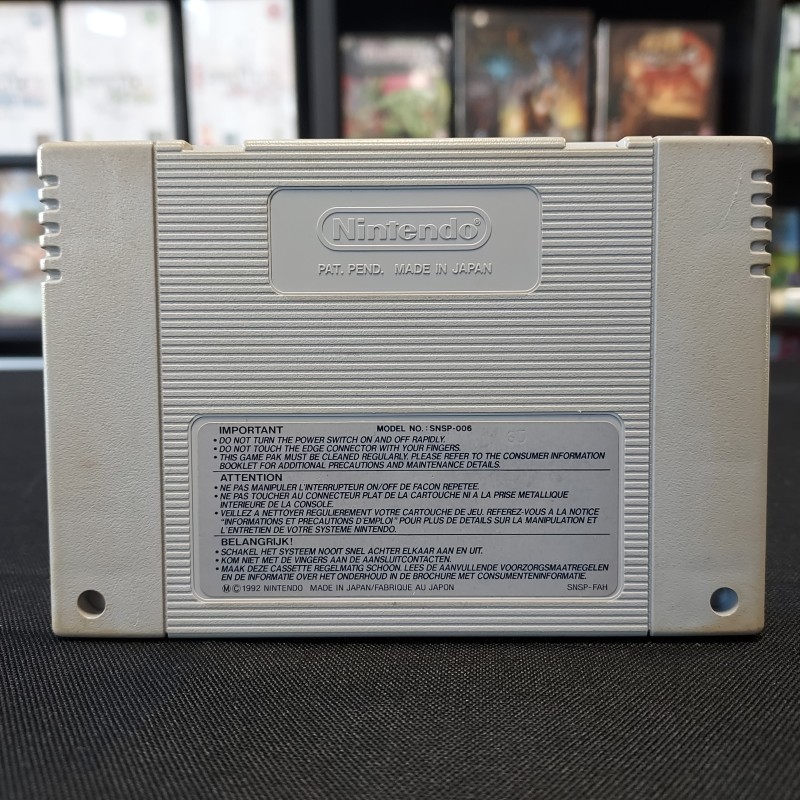 Nintendo®
PAT. PEND. MADE IN JAPAN
IMPORTANT MODEL NO.: SNSP-006
• DO NOT TURN THE POWER SWITCH ON AND OFF RAPIDLY.
• DO NOT TOUCH THE EDGE CONNECTOR WITH YOUR FINGERS.
• THIS GAME PAK MUST BE CLEANED REGULARLY, PLEASE REFER TO THE CONSUMER INFORMATION
BOOKLET FOR ADDITIONAL PRECAUTIONS AND MAINTENANCE DETAILS.
ATTENTION
• NE PAS MANIPULER L'INTERRUPTEUR ON/OFF DE FACON REPETEE.
• NE PAS TOUCHER AU CONNECTEUR PLAT DE LA CARTOUCHE NI A LA PRISE METALLIQUE
INTERIEURE DE LA CONSOLE.
• VEILLEZ A NETTOYER REGULIEREMENT VOTRE CARTOUCHE DE JEU. REFEREZ-VOUS A LA NOTICE
"INFORMATIONS ET PRECAUTIONS D'EMPLOI" POUR PLUS DE DETAILS SUR LA MANIPULATION ET
L'ENTRETIEN DE VOTRE SYSTEME NINTENDO.
BELANGRIJK!
• SCHAKEL HET SYSTEEM NOOIT SNEL ACHTER ELKAAR AAN EN UIT.
• KOM NIET MET DE VINGERS AAN DE AANSLUITCONTACTEN.
• MAAK DEZE CASSETTE REGELMATIG SCHOON. LEES DE AANVULLENDE VOORZORGSMAATREGELEN
EN DE INFORMATIE OVER HET ONDERHOUD IN DE BROCHURE MET CONSUMENTENINFORMATIE.
Ⓜ © 1992 NINTENDO MADE IN JAPAN/FABRIQUE AU JAPON SNSP-FAH